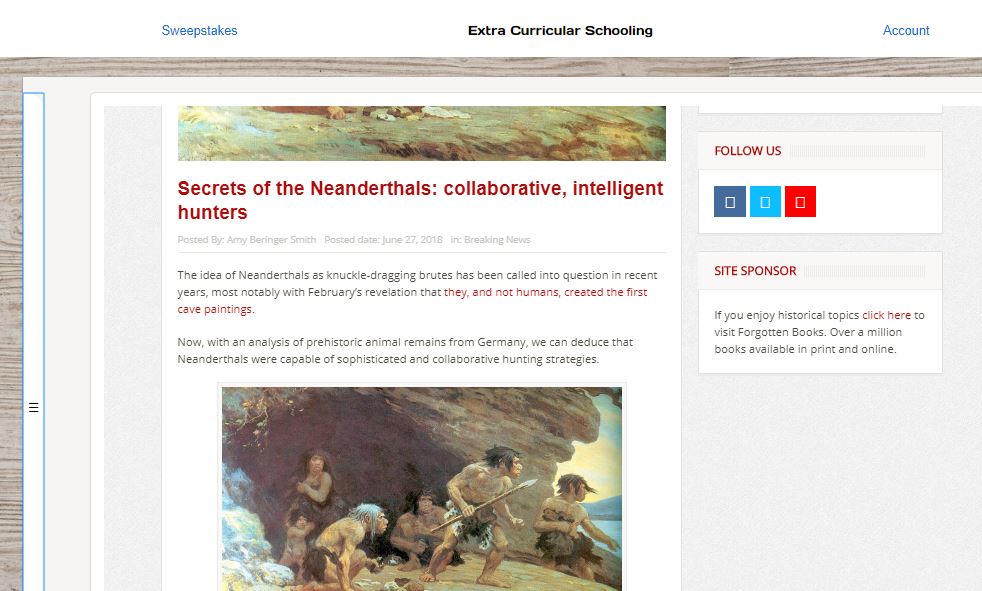 Sweepstakes
Extra Curricular Schooling
Account
Secrets of the Neanderthals: collaborative, intelligent
hunters
Posted By: Amy Beringer Smith Posted date: June 27, 2018 in: Breaking News
The idea of Neanderthals as knuckle-dragging brutes has been called into question in recent
years, most notably with February’s revelation that they, and not humans, created the first
cave paintings.
Now, with an analysis of prehistoric animal remains from Germany, we can deduce that
Neanderthals were capable of sophisticated and collaborative hunting strategies.
FOLLOW US
SITE SPONSOR
If you enjoy historical topics click here to
visit Forgotten Books. Over a million
books available in print and online.